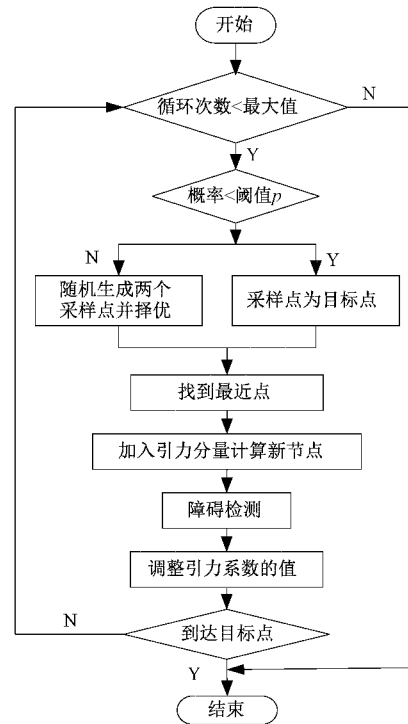 开始
循环次数<最大值
N
Y
概率<阈值p
N
Y
随机生成两个
采样点并择优
采样点为目标点
找到最近点
加入引力分量计算新节点
障碍检测
调整引力系数的值
N
到达目标点
Y
结束